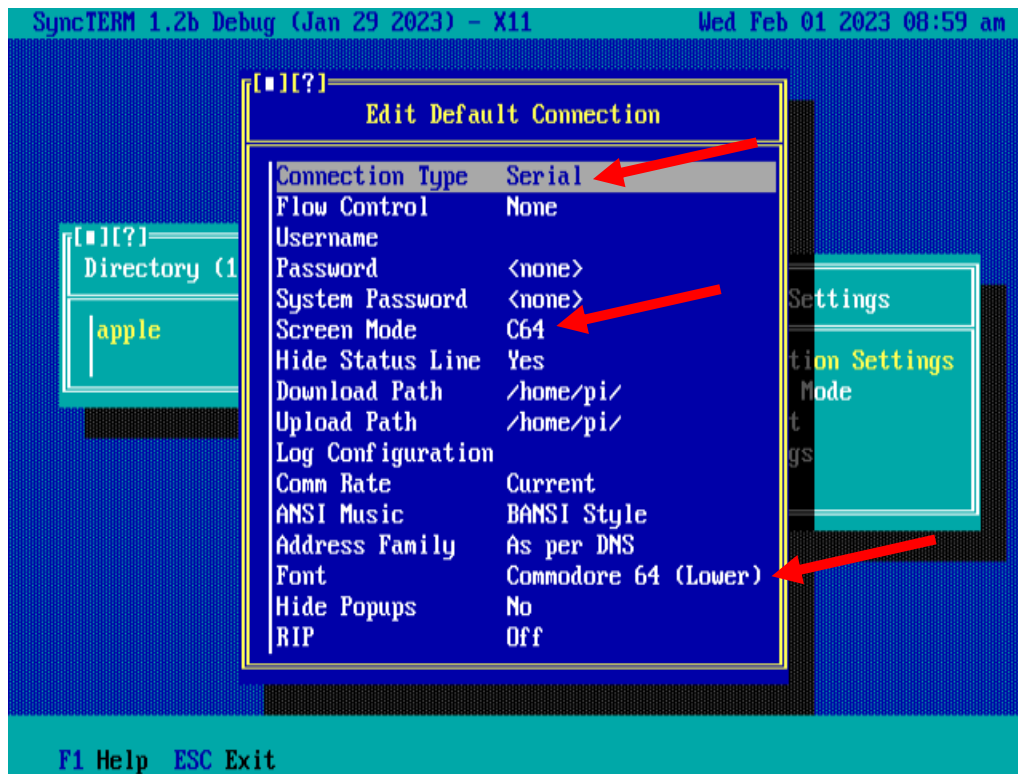 SyncTERM 1.2b Debug (Jan 29 2023) - X11 Wed Feb 01 2023 08:59 am
[■][?]
Edit Default Connection
Connection Type Serial
Flow Control None
Username
Password <none>
System Password <none>
Screen Mode C64
Hide Status Line Yes
Download Path /home/pi/
Upload Path /home/pi/
Log Configuration
Comm Rate Current
ANSI Music BANSI Style
Address Family As per DNS
Font Commodore 64 (Lower)
Hide Popups No
RIP Off
[■][?]
Directory (1
apple
Settings
tion Settings
Mode
t
gs
F1 Help ESC Exit